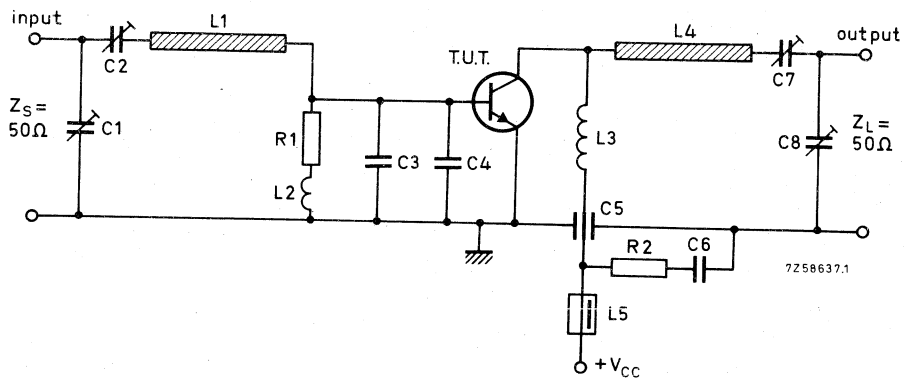 input
L1
C2
Z_S =
50Ω
C1
R1
L2
C3
C4
T.U.T.
L4
C7
output
L3
C8
Z_L =
50Ω
C5
R2
C6
7Z58637.1
L5
+V_CC